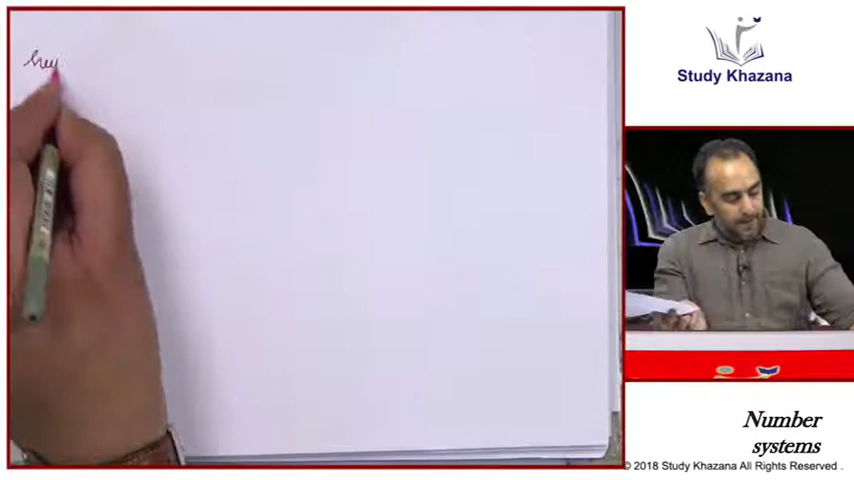 Study Khazana
Number
systems
© 2018 Study Khazana All Rights Reserved .